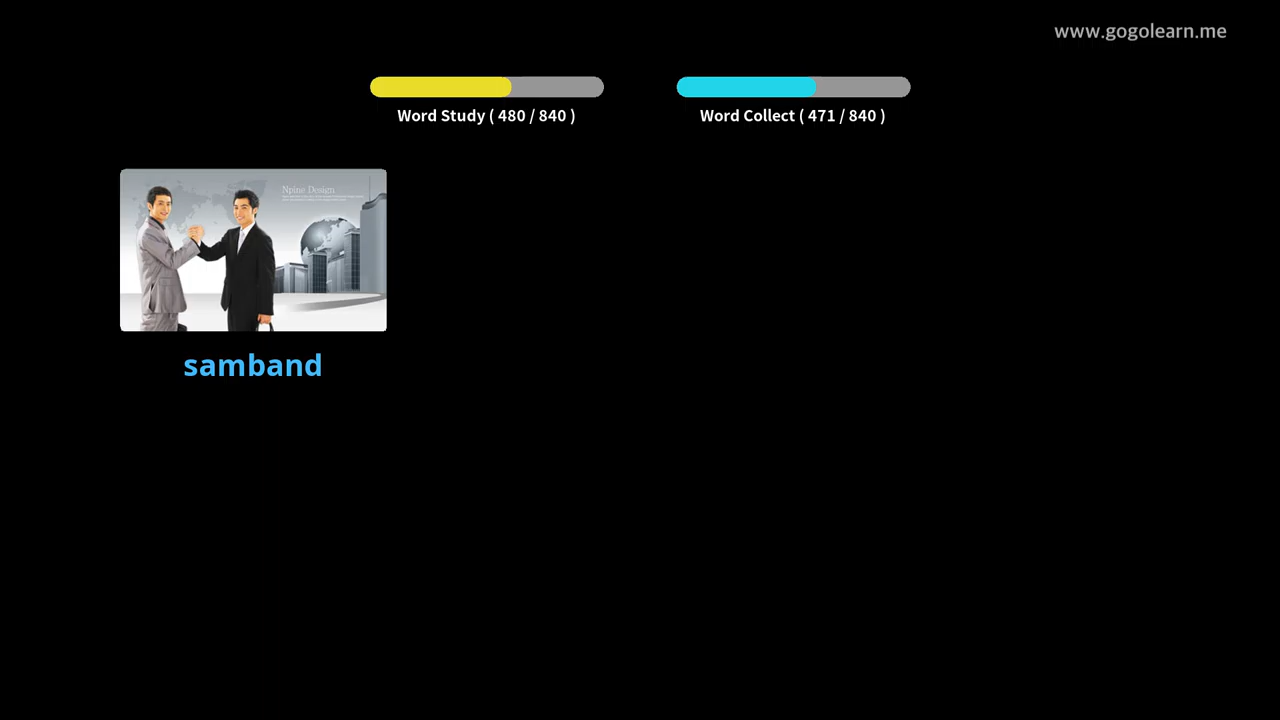 www.gogolearn.me
Word Study ( 480 / 840 )
Word Collect ( 471 / 840 )
Npine Design
samband